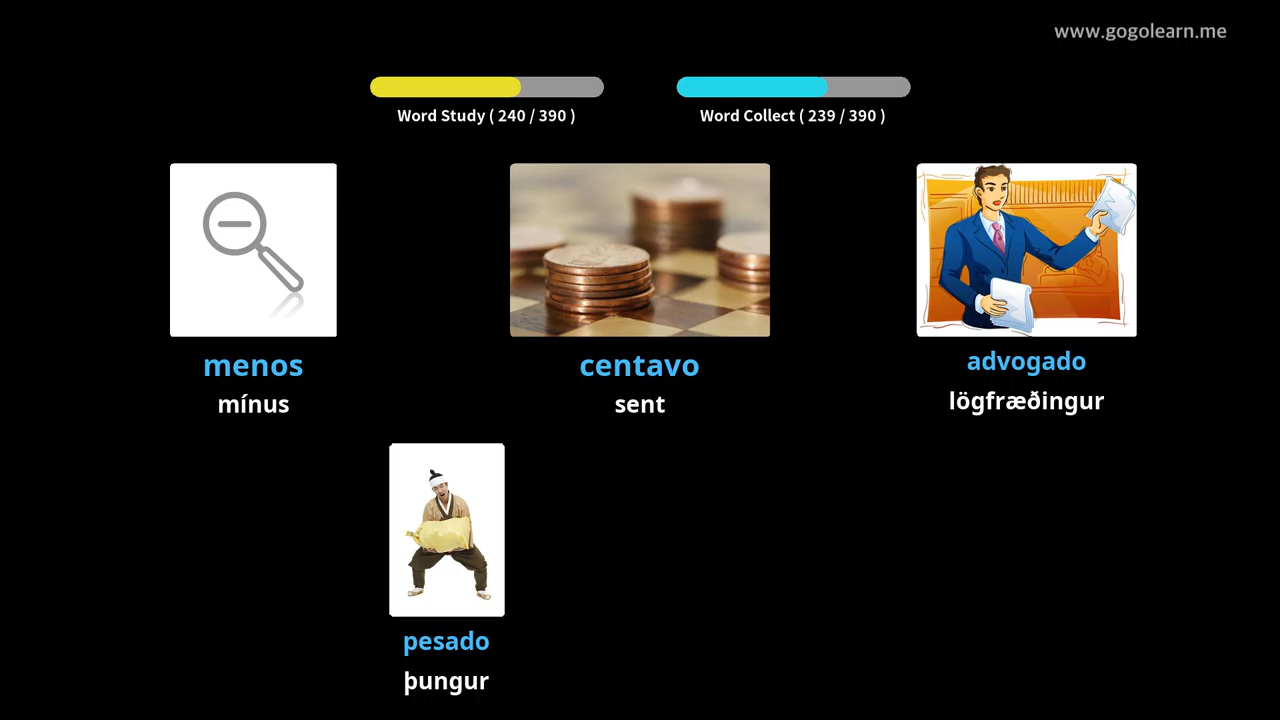 www.gogolearn.me
Word Study ( 240 / 390 )
Word Collect ( 239 / 390 )
menos
mínus
centavo
sent
advogado
lögfræðingur
pesado
þungur